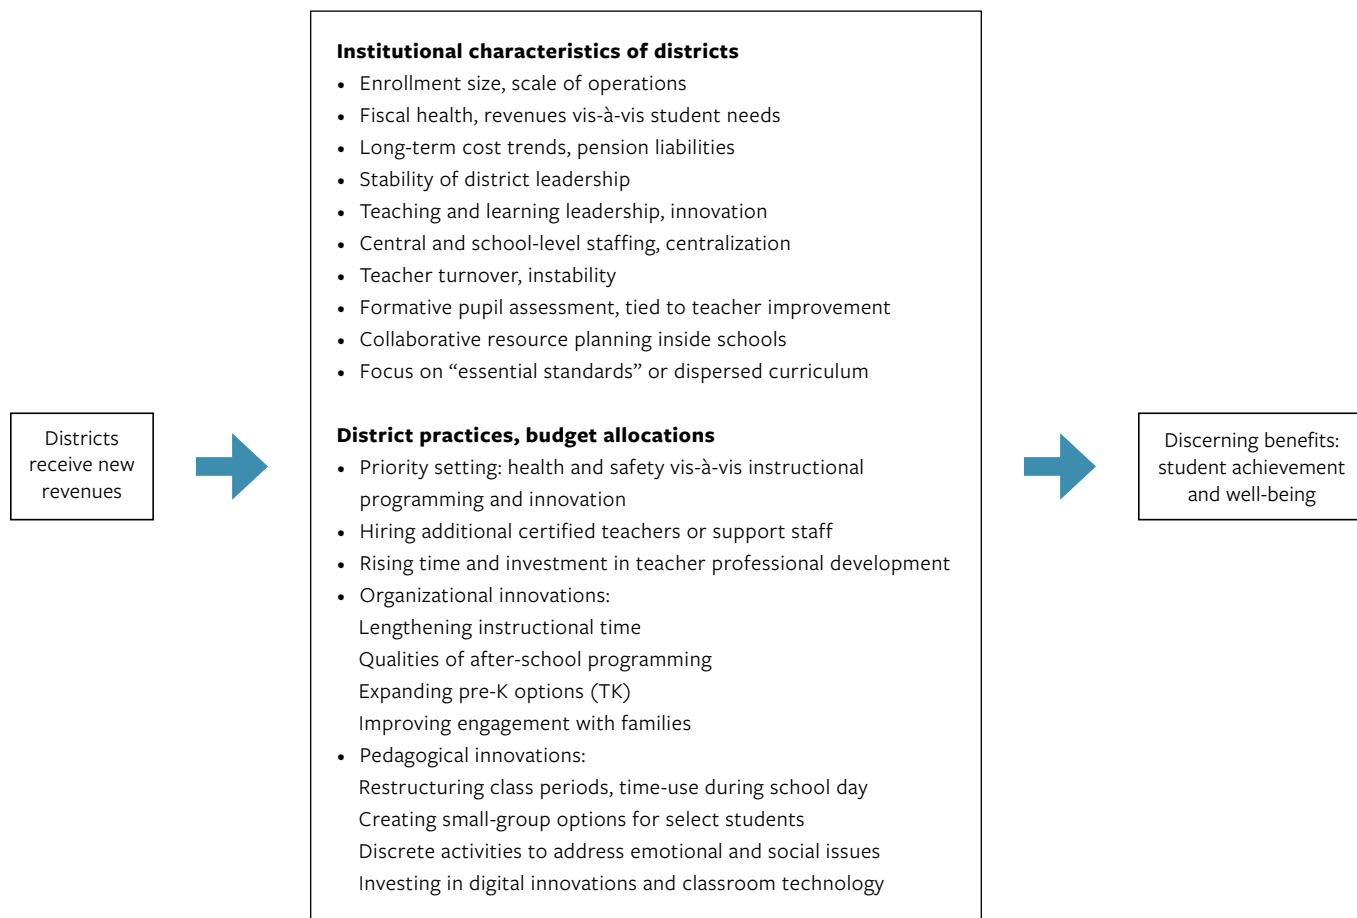 Districts
receive new
revenues
Institutional characteristics of districts
• Enrollment size, scale of operations
• Fiscal health, revenues vis-à-vis student needs
• Long-term cost trends, pension liabilities
• Stability of district leadership
• Teaching and learning leadership, innovation
• Central and school-level staffing, centralization
• Teacher turnover, instability
• Formative pupil assessment, tied to teacher improvement
• Collaborative resource planning inside schools
• Focus on “essential standards” or dispersed curriculum
District practices, budget allocations
• Priority setting: health and safety vis-à-vis instructional
programming and innovation
• Hiring additional certified teachers or support staff
• Rising time and investment in teacher professional development
• Organizational innovations:
Lengthening instructional time
Qualities of after-school programming
Expanding pre-K options (TK)
Improving engagement with families
• Pedagogical innovations:
Restructuring class periods, time-use during school day
Creating small-group options for select students
Discrete activities to address emotional and social issues
Investing in digital innovations and classroom technology
Discerning benefits:
student achievement
and well-being